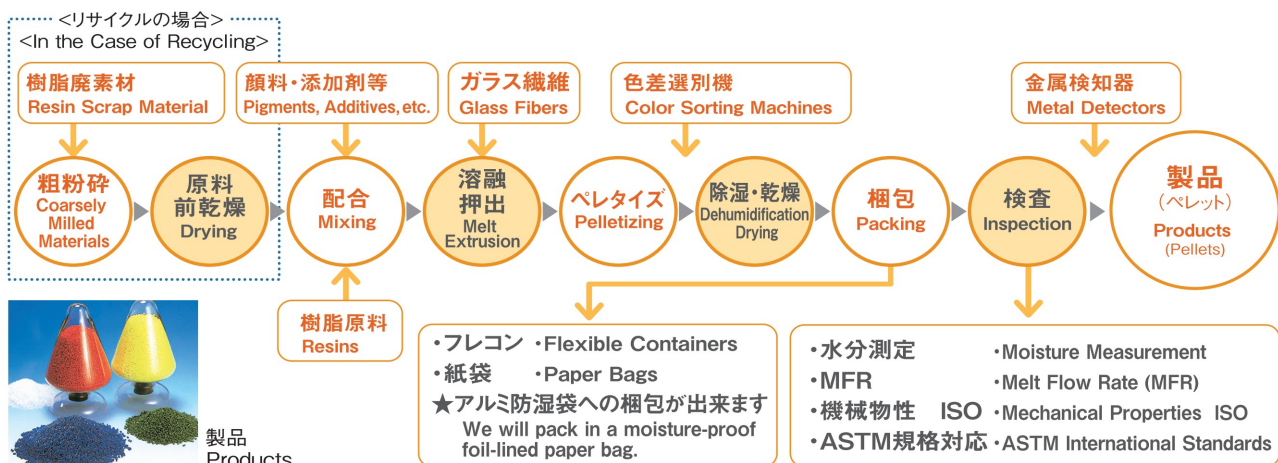 <リサイクルの場合>
<In the Case of Recycling>
樹脂廃素材
Resin Scrap Material
顔料・添加剤等
Pigments, Additives, etc.
ガラス繊維
Glass Fibers
色差選別機
Color Sorting Machines
金属検知器
Metal Detectors
粗粉砕
Coarsely
Milled
Materials
原料
前乾燥
Drying
配合
Mixing
溶融
押出
Melt
Extrusion
ペレタイズ
Pelletizing
除湿・乾燥
Dehumidification
Drying
梱包
Packing
検査
Inspection
製品
（ペレット）
Products
(Pellets)
樹脂原料
Resins
・フレコン ・Flexible Containers
・紙袋 ・Paper Bags
★アルミ防湿袋への梱包が出来ます
We will pack in a moisture-proof
foil-lined paper bag.
・水分測定 ・Moisture Measurement
・MFR ・Melt Flow Rate (MFR)
・機械物性 ISO ・Mechanical Properties ISO
・ASTM規格対応 ・ASTM International Standards
製品
Products